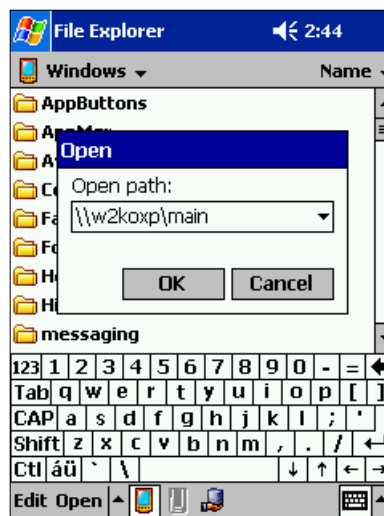 File Explorer 2:44
Windows Name
AppButtons
Open
Open path:
\\w2koxp\main
OK Cancel
messaging
123 1 2 3 4 5 6 7 8 9 0 - =
Tab q w e r t y u i o p [ ]
CAP a s d f g h j k l ; '
Shift z x c v b n m , . /
Ctl áü ` \
Edit Open